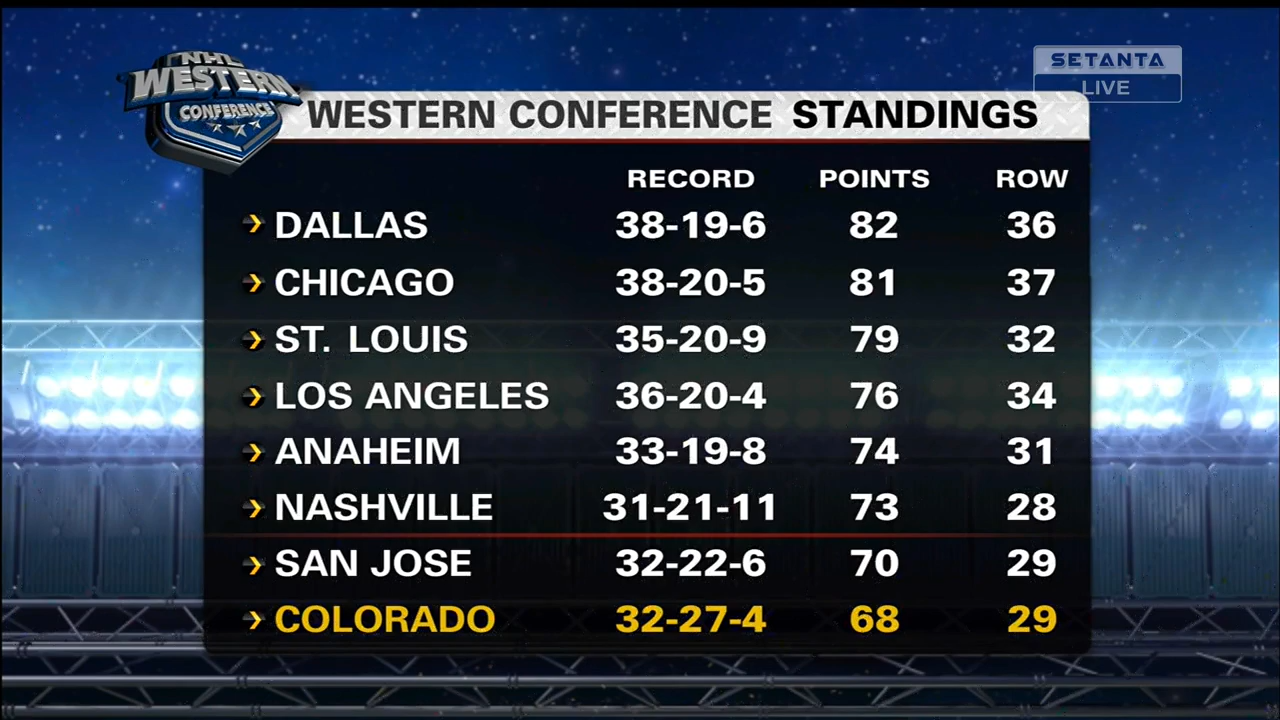 NHL
WESTERN
CONFERENCE
SETANTA
LIVE
WESTERN CONFERENCE STANDINGS
RECORD POINTS ROW
DALLAS 38-19-6 82 36
CHICAGO 38-20-5 81 37
ST. LOUIS 35-20-9 79 32
LOS ANGELES 36-20-4 76 34
ANAHEIM 33-19-8 74 31
NASHVILLE 31-21-11 73 28
SAN JOSE 32-22-6 70 29
COLORADO 32-27-4 68 29